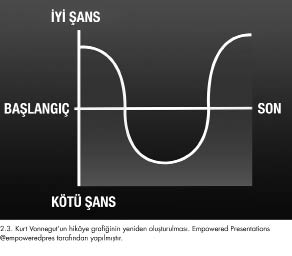 İYİ ŞANS
BAŞLANGIÇ
SON
KÖTÜ ŞANS
2.3. Kurt Vonnegut'un hikâye grafiğinin yeniden oluşturulması. Empowered Presentations
@empoweredpres tarafından yapılmıştır.